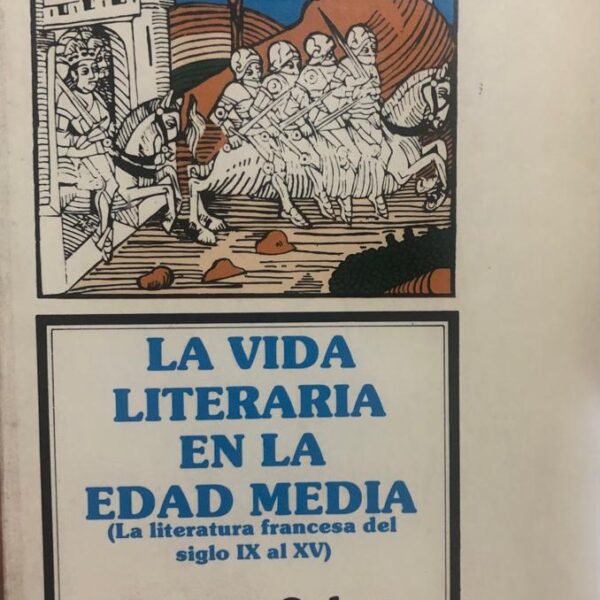 LA VIDA
LITERARIA
EN LA
EDAD MEDIA
(La literatura francesa del
siglo IX al XV)